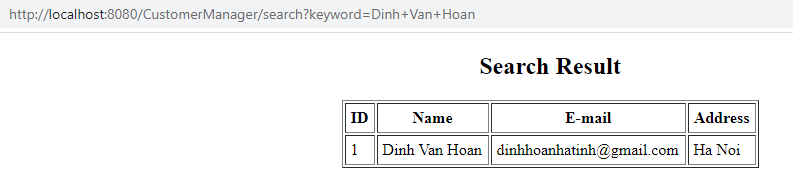 http://localhost:8080/CustomerManager/search?keyword=Dinh+Van+Hoan
Search Result
ID Name E-mail Address
1 Dinh Van Hoan dinhhoanhatinh@gmail.com Ha Noi